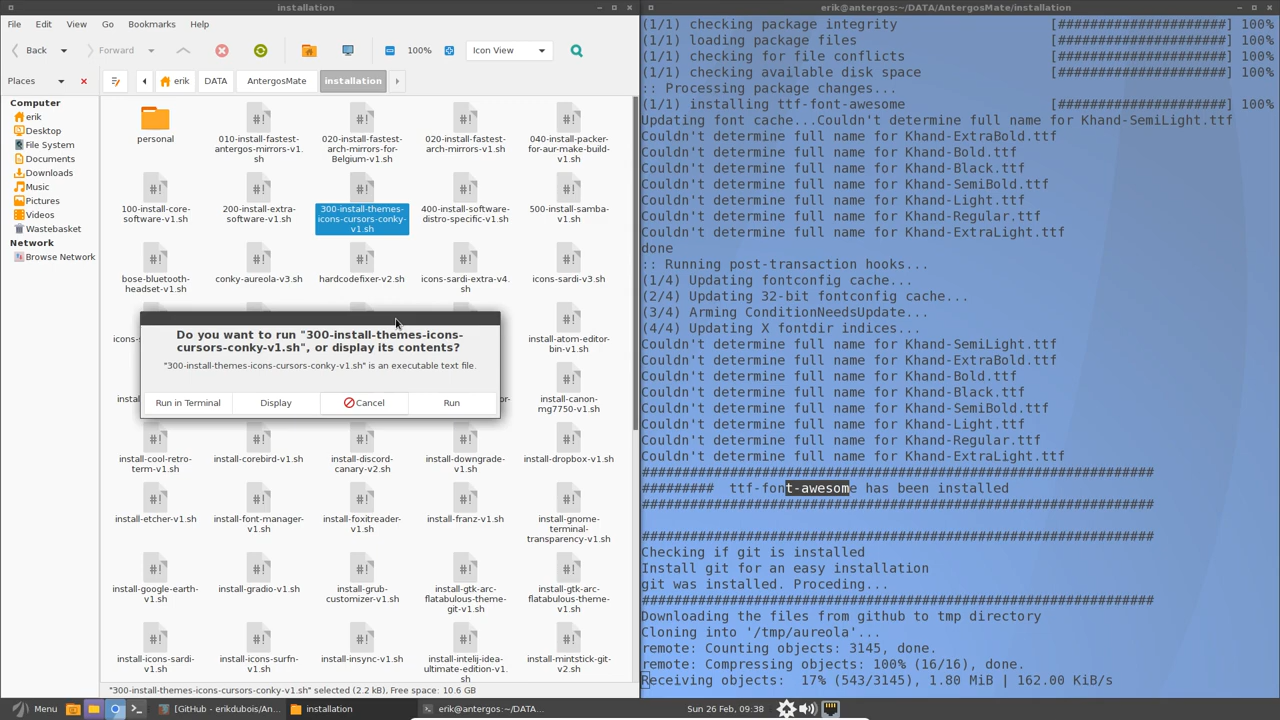 installation
File Edit View Go Bookmarks Help
Back Forward 100% Icon View
Places erik DATA AntergosMate installation
Computer
erik
Desktop
File System
Documents
Downloads
Music
Pictures
Videos
Wastebasket
Network
Browse Network
personal
010-install-fastest-
antergos-mirrors-v1.
sh
020-install-fastest-
arch-mirrors-for-
Belgium-v1.sh
020-install-fastest-
arch-mirrors-v1.sh
040-install-packer-
for-aur-make-build-
v1.sh
100-install-core-
software-v1.sh
200-install-extra-
software-v1.sh
300-install-themes-
icons-cursors-conky-
v1.sh
400-install-software-
distro-specific-v1.sh
500-install-samba-
v1.sh
bose-bluetooth-
headset-v1.sh
conky-aureola-v3.sh
hardcodefixer-v2.sh
icons-sardi-extra-v4.
sh
icons-sardi-v3.sh
install-atom-editor-
bin-v1.sh
Do you want to run "300-install-themes-icons-
cursors-conky-v1.sh", or display its contents?
"300-install-themes-icons-cursors-conky-v1.sh" is an executable text file.
Run in Terminal Display Cancel Run
install-canon-
mg7750-v1.sh
install-cool-retro-
term-v1.sh
install-corebird-v1.sh
install-discord-
canary-v2.sh
install-downgrade-
v1.sh
install-dropbox-v1.sh
install-etcher-v1.sh
install-font-manager-
v1.sh
install-foxitreader-
v1.sh
install-franz-v1.sh
install-gnome-
terminal-
transparency-v1.sh
install-google-earth-
v1.sh
install-gradio-v1.sh
install-grub-
customizer-v1.sh
install-gtk-arc-
flatabulous-theme-
git-v1.sh
install-gtk-arc-
flatabulous-theme-
v1.sh
install-icons-sardi-
v1.sh
install-icons-surfn-
v1.sh
install-insync-v1.sh
install-intelij-idea-
ultimate-edition-v1.
sh
install-mintstick-git-
v2.sh
"300-install-themes-icons-cursors-conky-v1.sh" selected (2.2 kB), Free space: 10.6 GB
erik@antergos:~/DATA/AntergosMate/installation
(1/1) checking package integrity [######################] 100%
(1/1) loading package files [######################] 100%
(1/1) checking for file conflicts [######################] 100%
(1/1) checking available disk space [######################] 100%
:: Processing package changes...
(1/1) installing ttf-font-awesome [######################] 100%
Updating font cache...Couldn't determine full name for Khand-SemiLight.ttf
Couldn't determine full name for Khand-ExtraBold.ttf
Couldn't determine full name for Khand-Bold.ttf
Couldn't determine full name for Khand-Black.ttf
Couldn't determine full name for Khand-SemiBold.ttf
Couldn't determine full name for Khand-Light.ttf
Couldn't determine full name for Khand-Regular.ttf
Couldn't determine full name for Khand-ExtraLight.ttf
done
:: Running post-transaction hooks...
(1/4) Updating fontconfig cache...
(2/4) Updating 32-bit fontconfig cache...
(3/4) Arming ConditionNeedsUpdate...
(4/4) Updating X fontdir indices...
Couldn't determine full name for Khand-SemiLight.ttf
Couldn't determine full name for Khand-ExtraBold.ttf
Couldn't determine full name for Khand-Bold.ttf
Couldn't determine full name for Khand-Black.ttf
Couldn't determine full name for Khand-SemiBold.ttf
Couldn't determine full name for Khand-Light.ttf
Couldn't determine full name for Khand-Regular.ttf
Couldn't determine full name for Khand-ExtraLight.ttf
################################################################
######### ttf-font-awesome has been installed
################################################################
################################################################
Checking if git is installed
Install git for an easy installation
git was installed. Proceding...
################################################################
Downloading the files from github to tmp directory
Cloning into '/tmp/aureola'...
remote: Counting objects: 3145, done.
remote: Compressing objects: 100% (16/16), done.
Receiving objects: 17% (543/3145), 1.80 MiB | 162.00 KiB/s
Menu [GitHub - erikdubois/An... installation erik@antergos:~/DATA... Sun 26 Feb, 09:38